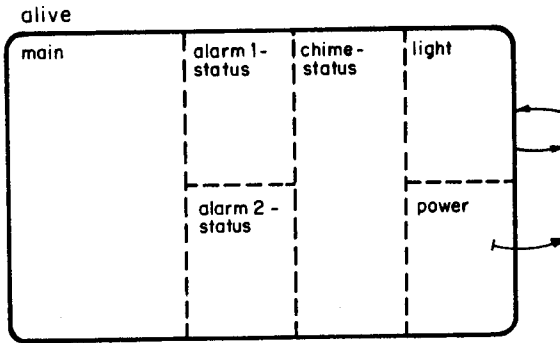 alive
main
alarm 1-
status
chime-
status
light
alarm 2 -
status
power